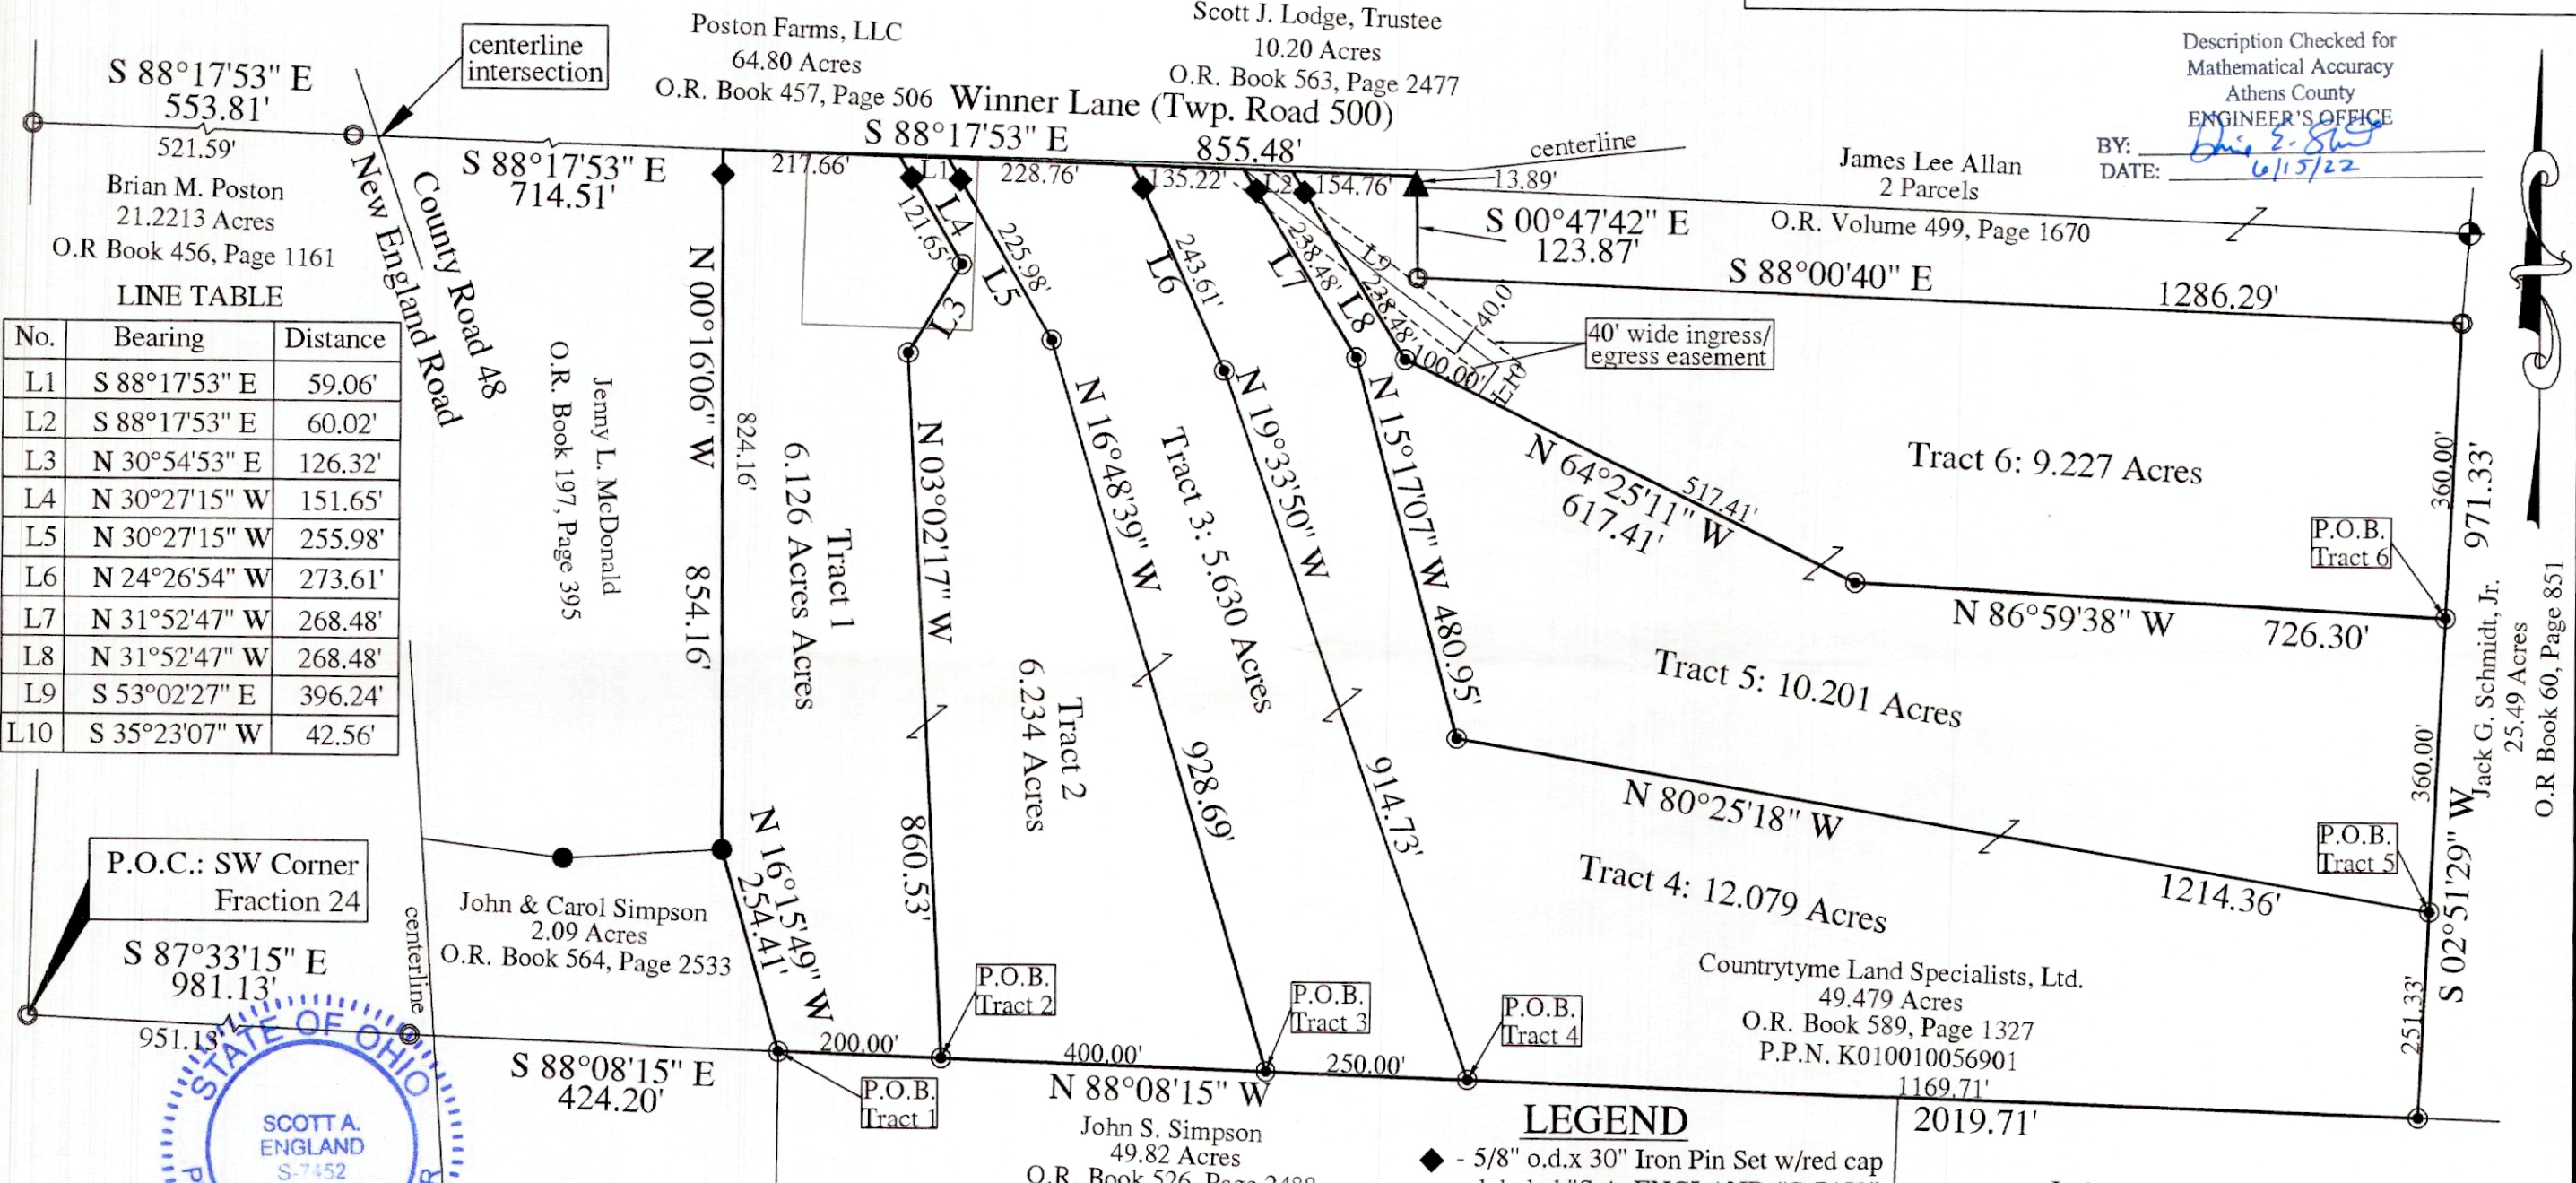 Poston Farms, LLC
64.80 Acres
O.R. Book 457, Page 506
Scott J. Lodge, Trustee
10.20 Acres
O.R. Book 563, Page 2477
Winner Lane (Twp. Road 500)
S 88°17'53" E
855.48'
centerline
intersection
S 88°17'53" E
553.81'
521.59'
Brian M. Poston
21.2213 Acres
O.R Book 456, Page 1161
New England Road
County Road 48
S 88°17'53" E
714.51'
217.66'
L1
228.76'
135.22'
L2
154.76'
13.89'
centerline
Description Checked for
Mathematical Accuracy
Athens County
ENGINEER'S OFFICE
BY:
DATE: 6/15/22
James Lee Allan
2 Parcels
O.R. Volume 499, Page 1670
S 00°47'42" E
123.87'
S 88°00'40" E
1286.29'
LINE TABLE
No. Bearing Distance
L1 S 88°17'53" E 59.06'
L2 S 88°17'53" E 60.02'
L3 N 30°54'53" E 126.32'
L4 N 30°27'15" W 151.65'
L5 N 30°27'15" W 255.98'
L6 N 24°26'54" W 273.61'
L7 N 31°52'47" W 268.48'
L8 N 31°52'47" W 268.48'
L9 S 53°02'27" E 396.24'
L10 S 35°23'07" W 42.56'
Jenny L. McDonald
O.R. Book 197, Page 395
N 00°16'06" W 854.16'
824.16'
121.65'
L4
L3
225.98'
L5
243.61'
L6
238.48'
L7
238.48'
L8
L9
40.0
100.00'
L10
40' wide ingress/
egress easement
Tract 1
6.126 Acres Acres
N 03°02'17" W 860.53'
Tract 2
6.234 Acres
N 16°48'39" W 928.69'
Tract 3: 5.630 Acres
N 19°33'50" W 914.73'
N 15°17'07" W 480.95'
N 64°25'11" W
617.41'
517.41'
Tract 6: 9.227 Acres
360.00'
971.33'
P.O.B.
Tract 6
N 86°59'38" W 726.30'
Tract 5: 10.201 Acres
360.00'
Jack G. Schmidt, Jr.
25.49 Acres
O.R Book 60, Page 851
P.O.B.
Tract 5
N 80°25'18" W 1214.36'
Tract 4: 12.079 Acres
S 02°51'29" W
251.33'
Countrytyme Land Specialists, Ltd.
49.479 Acres
O.R. Book 589, Page 1327
P.P.N. K010010056901
1169.71'
2019.71'
P.O.C.: SW Corner
Fraction 24
S 87°33'15" E
981.13'
951.13'
centerline
John & Carol Simpson
2.09 Acres
O.R. Book 564, Page 2533
N 16°15'49" W
254.41'
P.O.B.
Tract 2
P.O.B.
Tract 3
P.O.B.
Tract 4
200.00'
400.00'
250.00'
S 88°08'15" E
424.20'
P.O.B.
Tract 1
N 88°08'15" W
John S. Simpson
49.82 Acres
O.R. Book 526, Page 2488
STATE OF OHIO
SCOTT A.
ENGLAND
S-7452
LEGEND
- 5/8" o.d.x 30" Iron Pin Set w/red cap